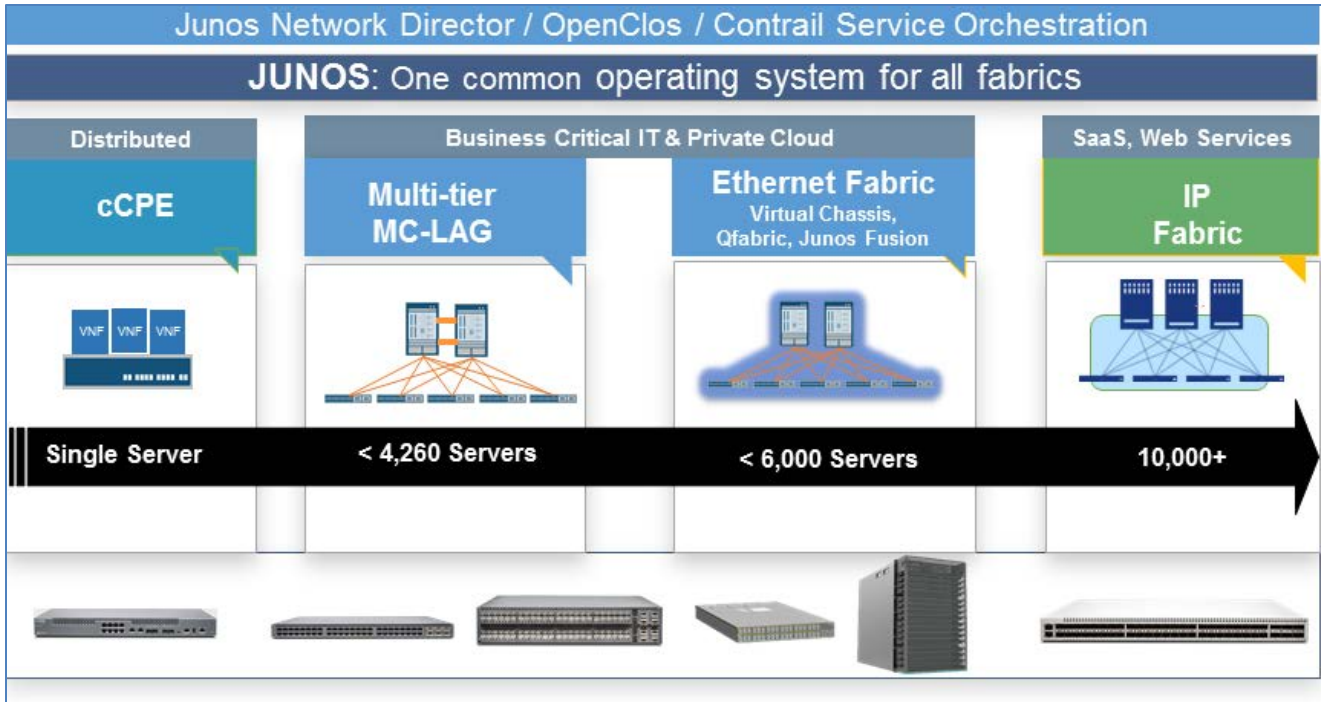 Junos Network Director / OpenClos / Contrail Service Orchestration
JUNOS: One common operating system for all fabrics
Distributed
Business Critical IT & Private Cloud
SaaS, Web Services
cCPE
Multi-tier
MC-LAG
Ethernet Fabric
Virtual Chassis,
Qfabric, Junos Fusion
IP
Fabric
VNF VNF VNF
Single Server
< 4,260 Servers
< 6,000 Servers
10,000+